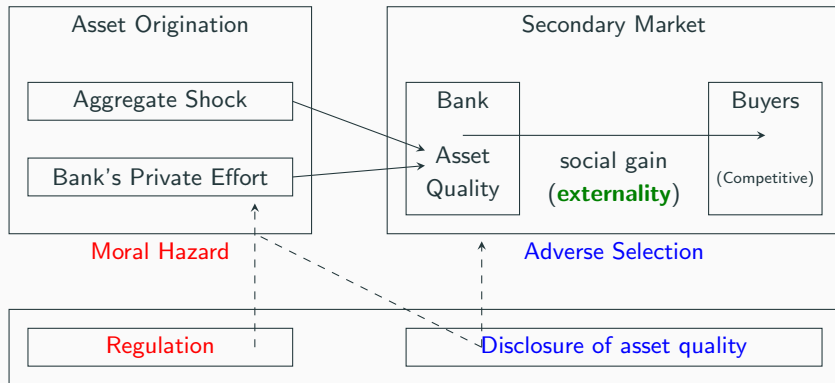 Asset Origination
Aggregate Shock
Bank's Private Effort
Moral Hazard
Secondary Market
Bank
Asset
Quality
social gain
(externality)
Buyers
(Competitive)
Adverse Selection
Regulation
Disclosure of asset quality